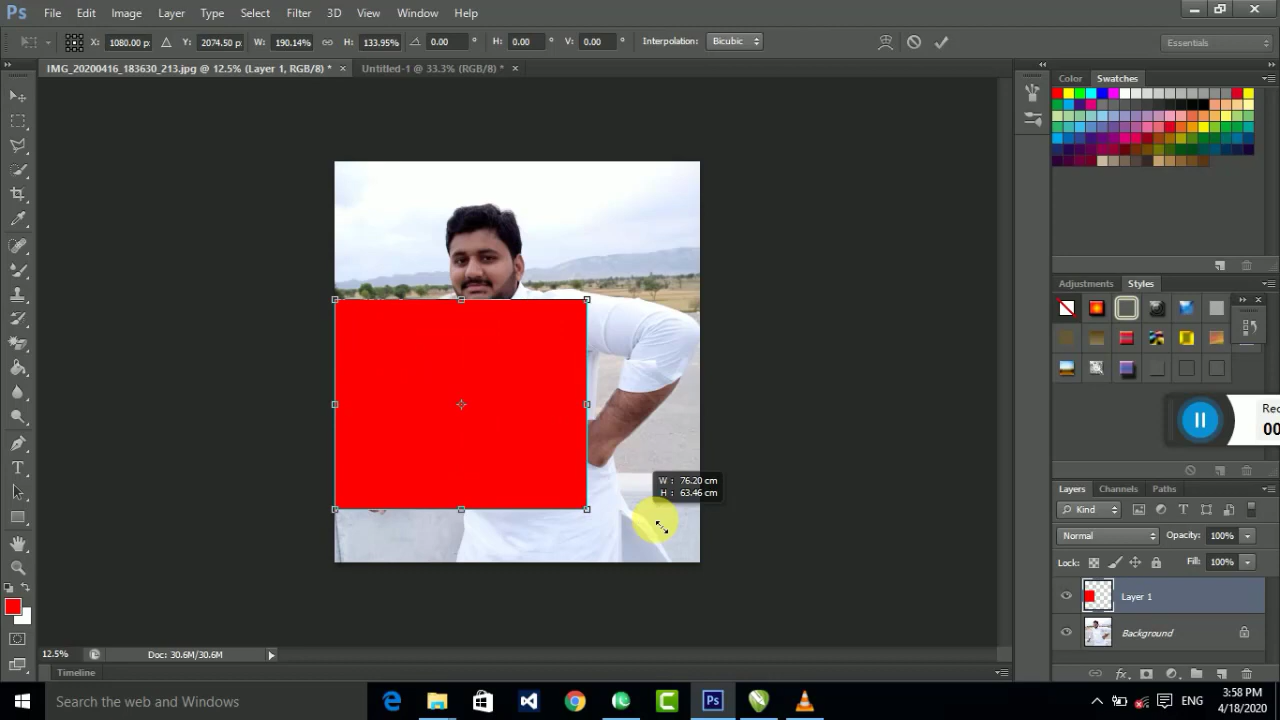 Ps File Edit Image Layer Type Select Filter 3D View Window Help
X: 1080.00 px Y: 2074.50 px W: 190.14% H: 133.95% 0.00 ° H: 0.00 ° V: 0.00 ° Interpolation: Bicubic Essentials
IMG_20200416_183630_213.jpg @ 12.5% (Layer 1, RGB/8) * × Untitled-1 @ 33.3% (RGB/8) * ×
Color Swatches
Adjustments Styles
Rec
00
W : 76.20 cm
H : 63.46 cm
Layers Channels Paths
Kind
Normal Opacity: 100%
Lock: Fill: 100%
Layer 1
Background
12.5% Doc: 30.6M/30.6M
Timeline
Search the web and Windows
ENG
3:58 PM
4/18/2020